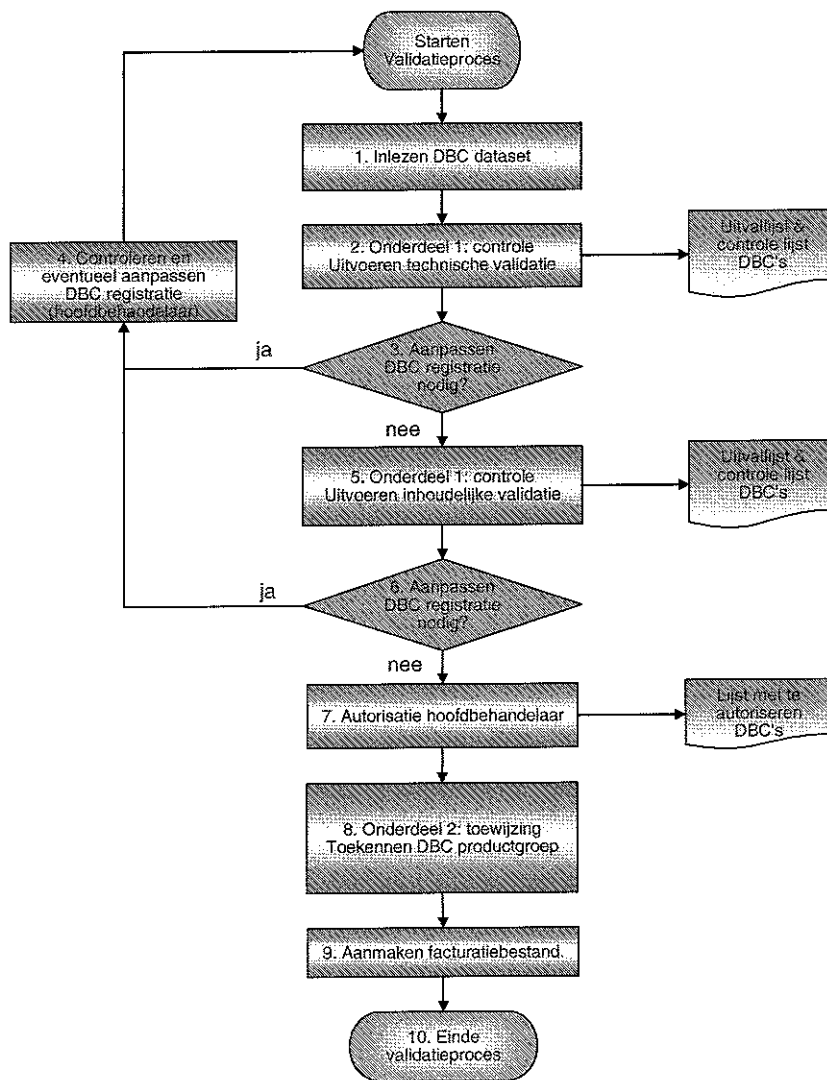 Starten
Validatieproces
1. Inlezen DBC dataset
2. Onderdeel 1: controle
Uitvoeren technische validatie
Uitvallijst &
controle lijst
DBC's
4. Controleren en
eventueel aanpassen
DBC registratie
(hoofdbehandelaar)
ja
3. Aanpassen
DBC registratie
nodig?
nee
5. Onderdeel 1: controle
Uitvoeren inhoudelijke validatie
Uitvallijst &
controle lijst
DBC's
ja
6. Aanpassen
DBC registratie
nodig?
nee
7. Autorisatie hoofdbehandelaar
Lijst met te
autoriseren
DBC's
8. Onderdeel 2: toewijzing
Toekennen DBC productgroep
9. Aanmaken facturatiebestand.
10. Einde
validatieproces